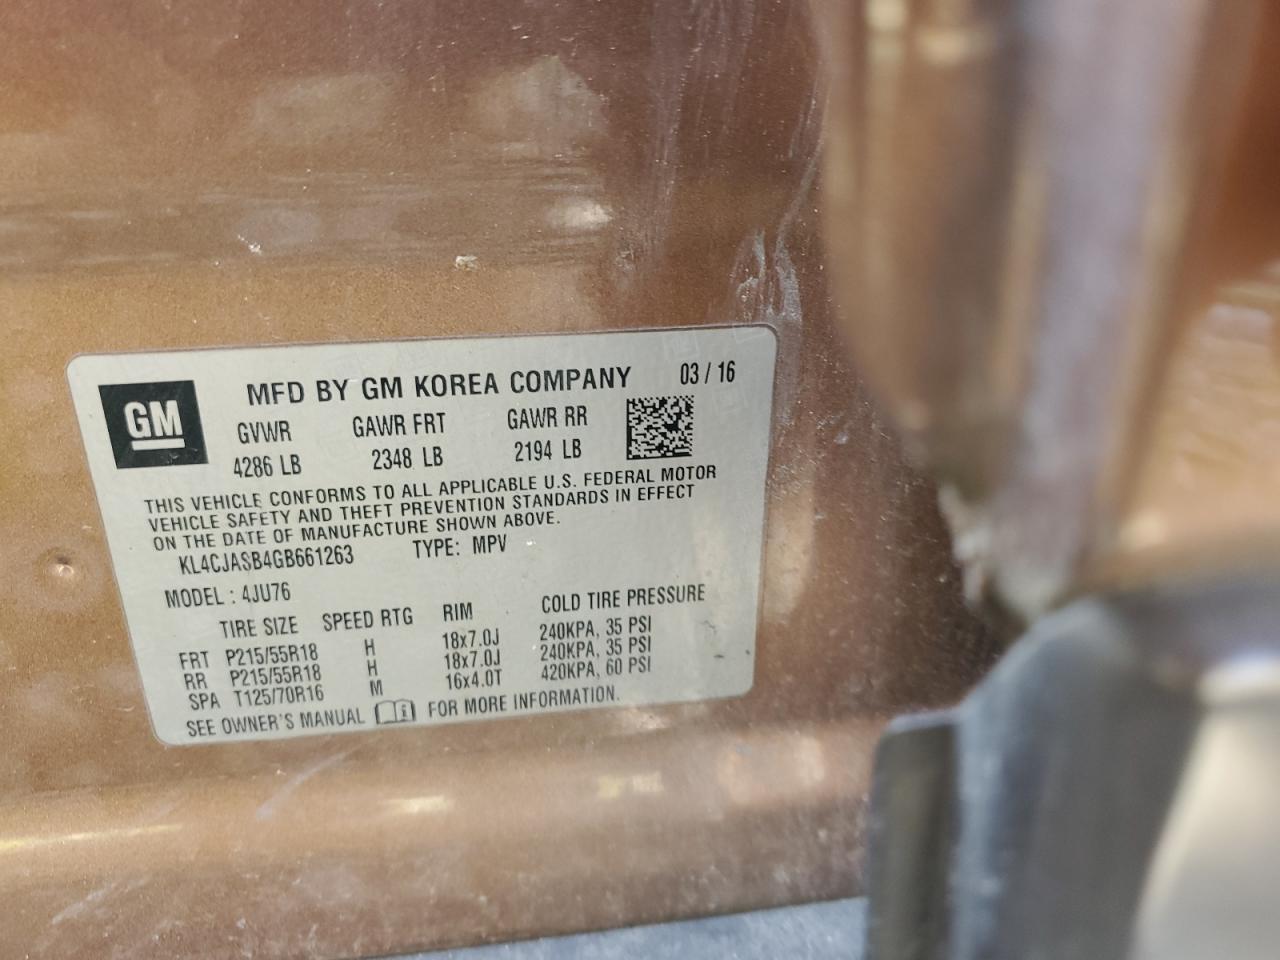 GM MFD BY GM KOREA COMPANY 03 / 16
GVWR GAWR FRT GAWR RR
4286 LB 2348 LB 2194 LB
THIS VEHICLE CONFORMS TO ALL APPLICABLE U.S. FEDERAL MOTOR
VEHICLE SAFETY AND THEFT PREVENTION STANDARDS IN EFFECT
ON THE DATE OF MANUFACTURE SHOWN ABOVE.
KL4CJASB4GB661263 TYPE: MPV
MODEL : 4JU76
TIRE SIZE SPEED RTG RIM COLD TIRE PRESSURE
FRT P215/55R18 H 18x7.0J 240KPA, 35 PSI
RR P215/55R18 H 18x7.0J 240KPA, 35 PSI
SPA T125/70R16 M 16x4.0T 420KPA, 60 PSI
SEE OWNER'S MANUAL i FOR MORE INFORMATION.